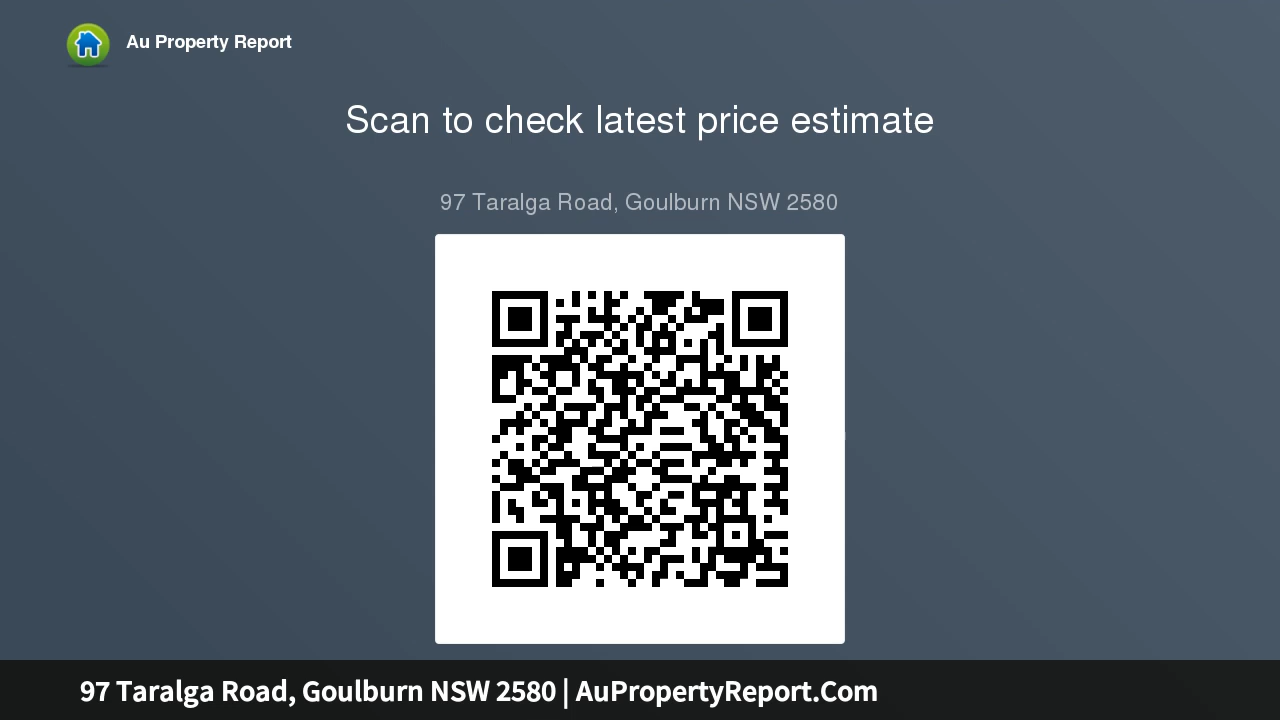 Au Property Report
Scan to check latest price estimate
97 Taralga Road, Goulburn NSW 2580
97 Taralga Road, Goulburn NSW 2580 | AuPropertyReport.Com